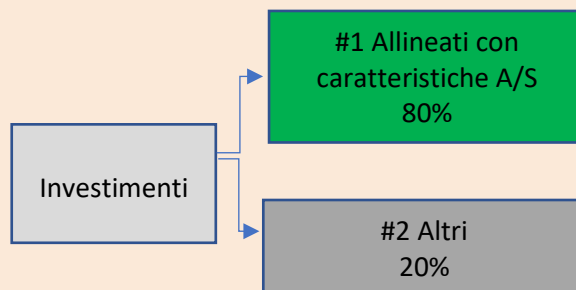 #1 Allineati con
caratteristiche A/S
80%
Investimenti
#2 Altri
20%